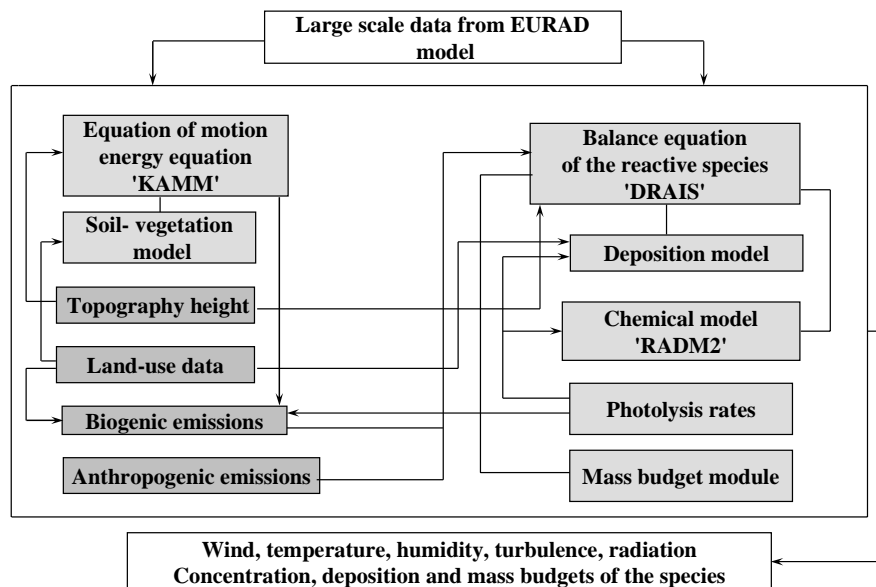 Large scale data from EURAD
model
Equation of motion
energy equation
'KAMM'
Soil- vegetation
model
Topography height
Land-use data
Biogenic emissions
Anthropogenic emissions
Balance equation
of the reactive species
'DRAIS'
Deposition model
Chemical model
'RADM2'
Photolysis rates
Mass budget module
Wind, temperature, humidity, turbulence, radiation
Concentration, deposition and mass budgets of the species